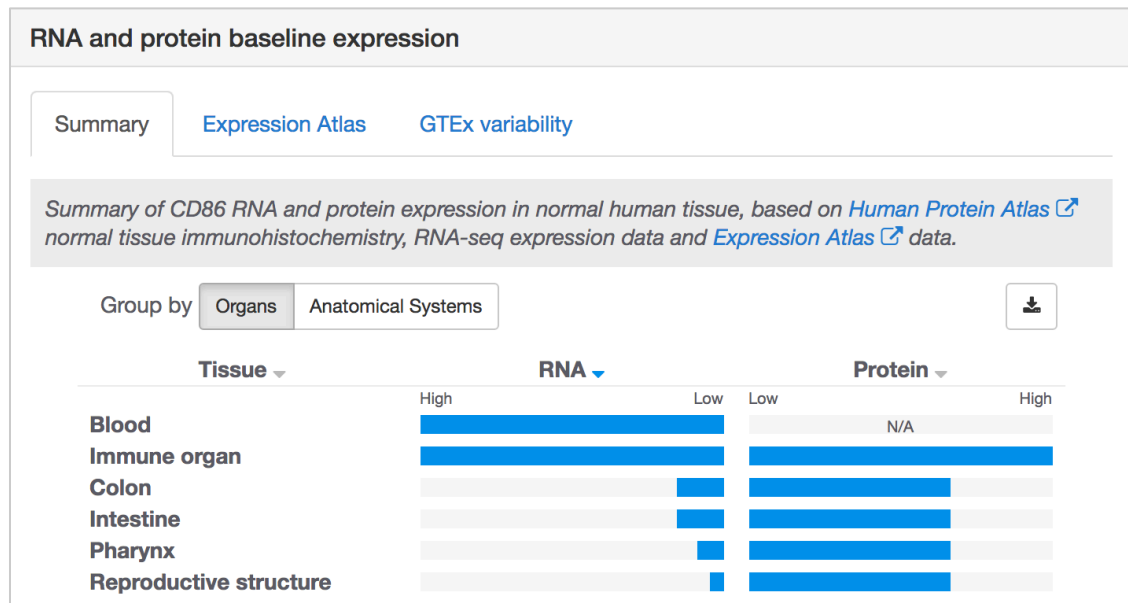 RNA and protein baseline expression
Summary Expression Atlas GTEx variability
Summary of CD86 RNA and protein expression in normal human tissue, based on Human Protein Atlas
normal tissue immunohistochemistry, RNA-seq expression data and Expression Atlas data.
Group by Organs Anatomical Systems
Tissue RNA Protein
High Low Low High
Blood N/A
Immune organ
Colon
Intestine
Pharynx
Reproductive structure